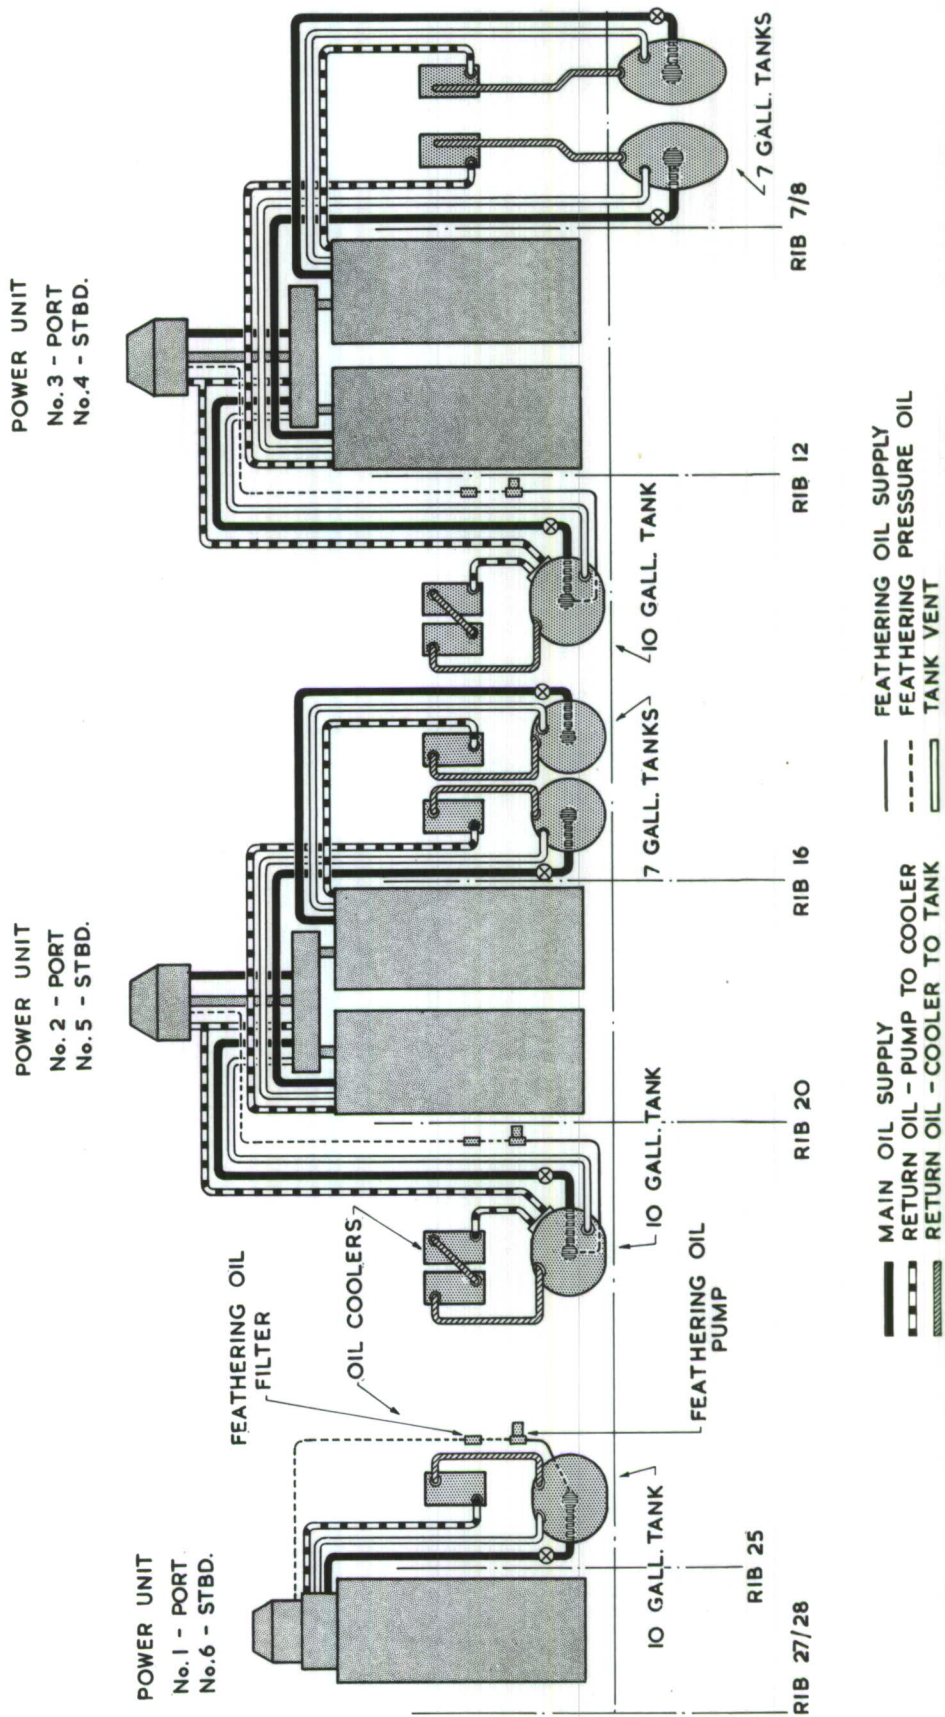 POWER UNIT
No. 1 - PORT
No. 6 - STBD.
POWER UNIT
No. 2 - PORT
No. 5 - STBD.
POWER UNIT
No. 3 - PORT
No. 4 - STBD.
FEATHERING OIL
FILTER
OIL COOLERS
FEATHERING OIL
PUMP
10 GALL. TANK
10 GALL. TANK
7 GALL. TANKS
10 GALL. TANK
7 GALL. TANKS
RIB 27/28
RIB 25
RIB 20
RIB 16
RIB 12
RIB 7/8
MAIN OIL SUPPLY
RETURN OIL - PUMP TO COOLER
RETURN OIL - COOLER TO TANK
FEATHERING OIL SUPPLY
FEATHERING PRESSURE OIL
TANK VENT